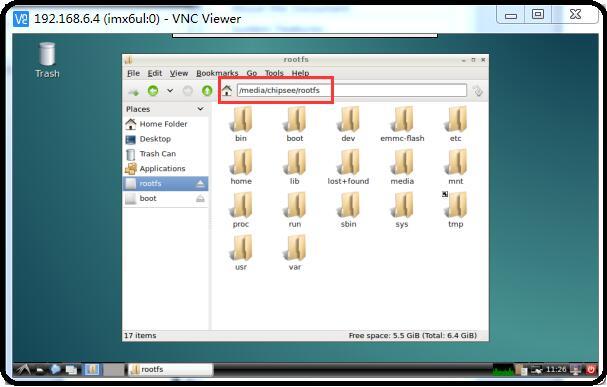 192.168.6.4 (imx6ul:0) - VNC Viewer
Trash
rootfs
File Edit View Bookmarks Go Tools Help
/media/chipsee/rootfs
Places
Home Folder
Desktop
Trash Can
Applications
rootfs
boot
bin boot dev emmc-flash etc
home lib lost+found media mnt
proc run sbin sys tmp
usr var
17 items
Free space: 5.5 GiB (Total: 6.4 GiB)
rootfs
11:26